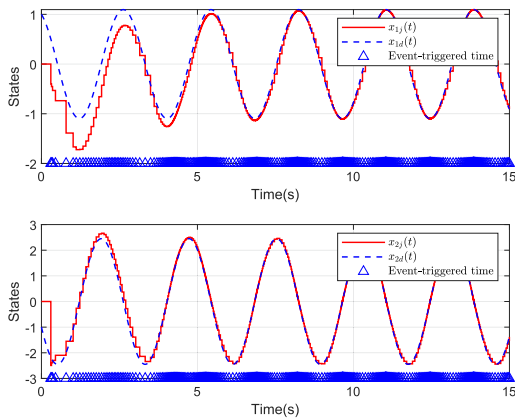 1
0
-1
-2
States
0
5
10
15
Time(s)
x_{1j}(t)
x_{1d}(t)
Event-triggered time
3
2
1
0
-1
-2
-3
States
0
5
10
15
Time(s)
x_{2j}(t)
x_{2d}(t)
Event-triggered time